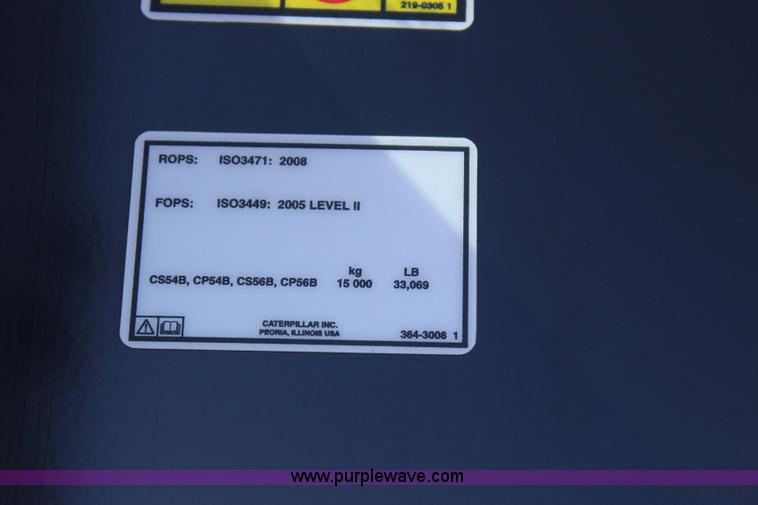 219-0305 1
ROPS: ISO3471: 2008
FOPS: ISO3449: 2005 LEVEL II
kg LB
CS54B, CP54B, CS56B, CP56B 15 000 33,069
CATERPILLAR INC.
PEORIA, ILLINOIS USA
364-3008 1
www.purplewave.com